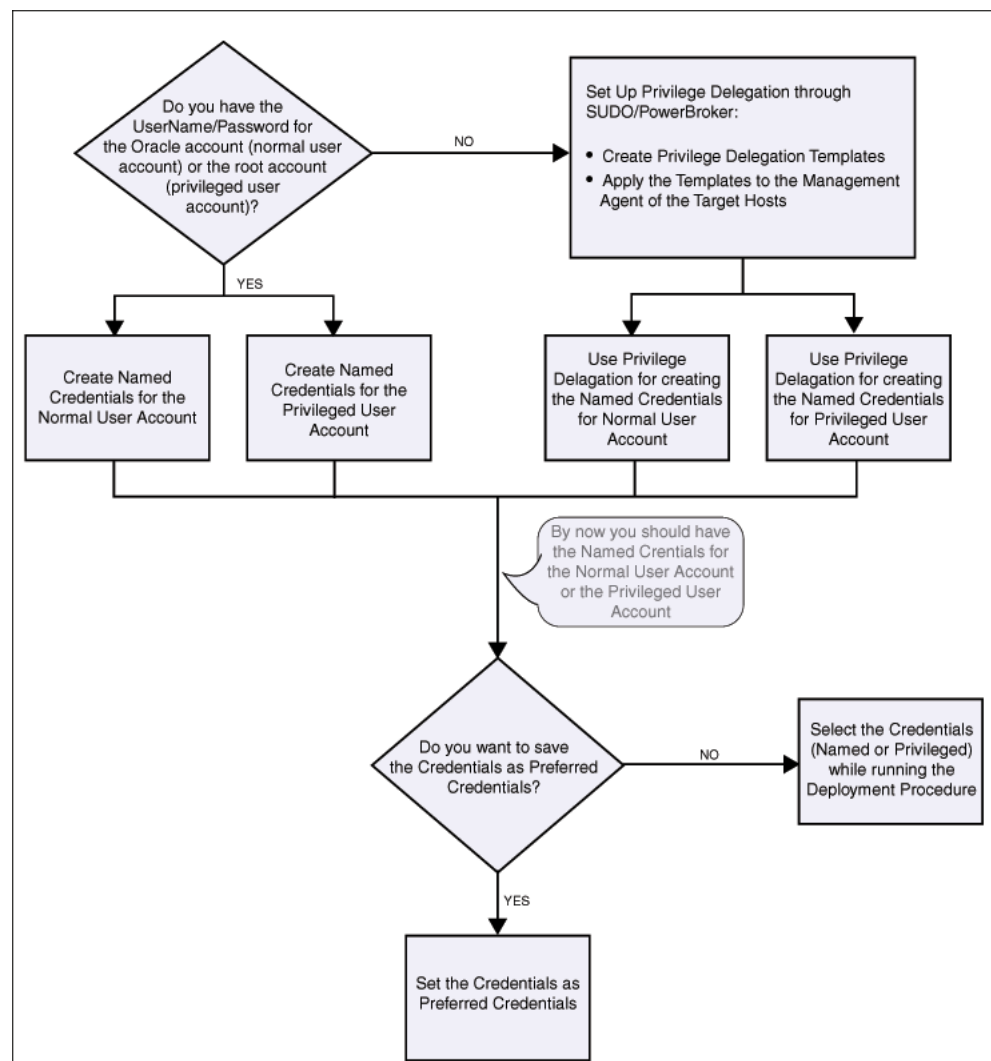 Do you have the
UserName/Password for
the Oracle account (normal user
account) or the root account
(privileged user
account)?
NO
Set Up Privilege Delegation through
SUDO/PowerBroker:
• Create Privilege Delegation Templates
• Apply the Templates to the Management
Agent of the Target Hosts
YES
Create Named
Credentials for the
Normal User Account
Create Named
Credentials for the
Privileged User
Account
Use Privilege
Delagation for creating
the Named Credentials
for Normal User
Account
Use Privilege
Delagation for creating
the Named Credentials
for Privileged User
Account
By now you should have
the Named Crentials for
the Normal User Account
or the Privileged User
Account
Do you want to save
the Credentials as Preferred
Credentials?
NO
Select the Credentials
(Named or Privileged)
while running the
Deployment Procedure
YES
Set the Credentials as
Preferred Credentials